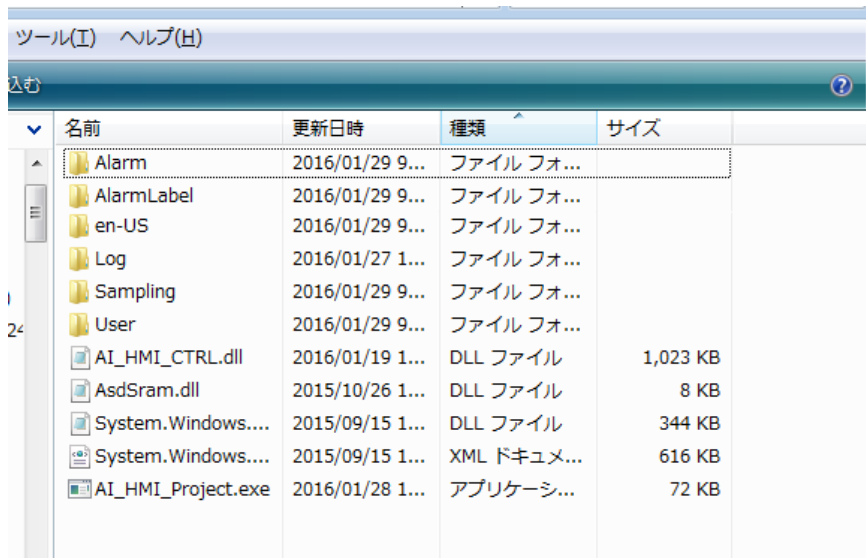 ツール(T) ヘルプ(H)
込む
名前 更新日時 種類 サイズ
Alarm 2016/01/29 9... ファイル フォ...
AlarmLabel 2016/01/29 9... ファイル フォ...
en-US 2016/01/29 9... ファイル フォ...
Log 2016/01/27 1... ファイル フォ...
Sampling 2016/01/29 9... ファイル フォ...
User 2016/01/29 9... ファイル フォ...
AI_HMI_CTRL.dll 2016/01/19 1... DLL ファイル 1,023 KB
AsdSram.dll 2015/10/26 1... DLL ファイル 8 KB
System.Windows.... 2015/09/15 1... DLL ファイル 344 KB
System.Windows.... 2015/09/15 1... XML ドキュメ... 616 KB
AI_HMI_Project.exe 2016/01/28 1... アプリケーシ... 72 KB